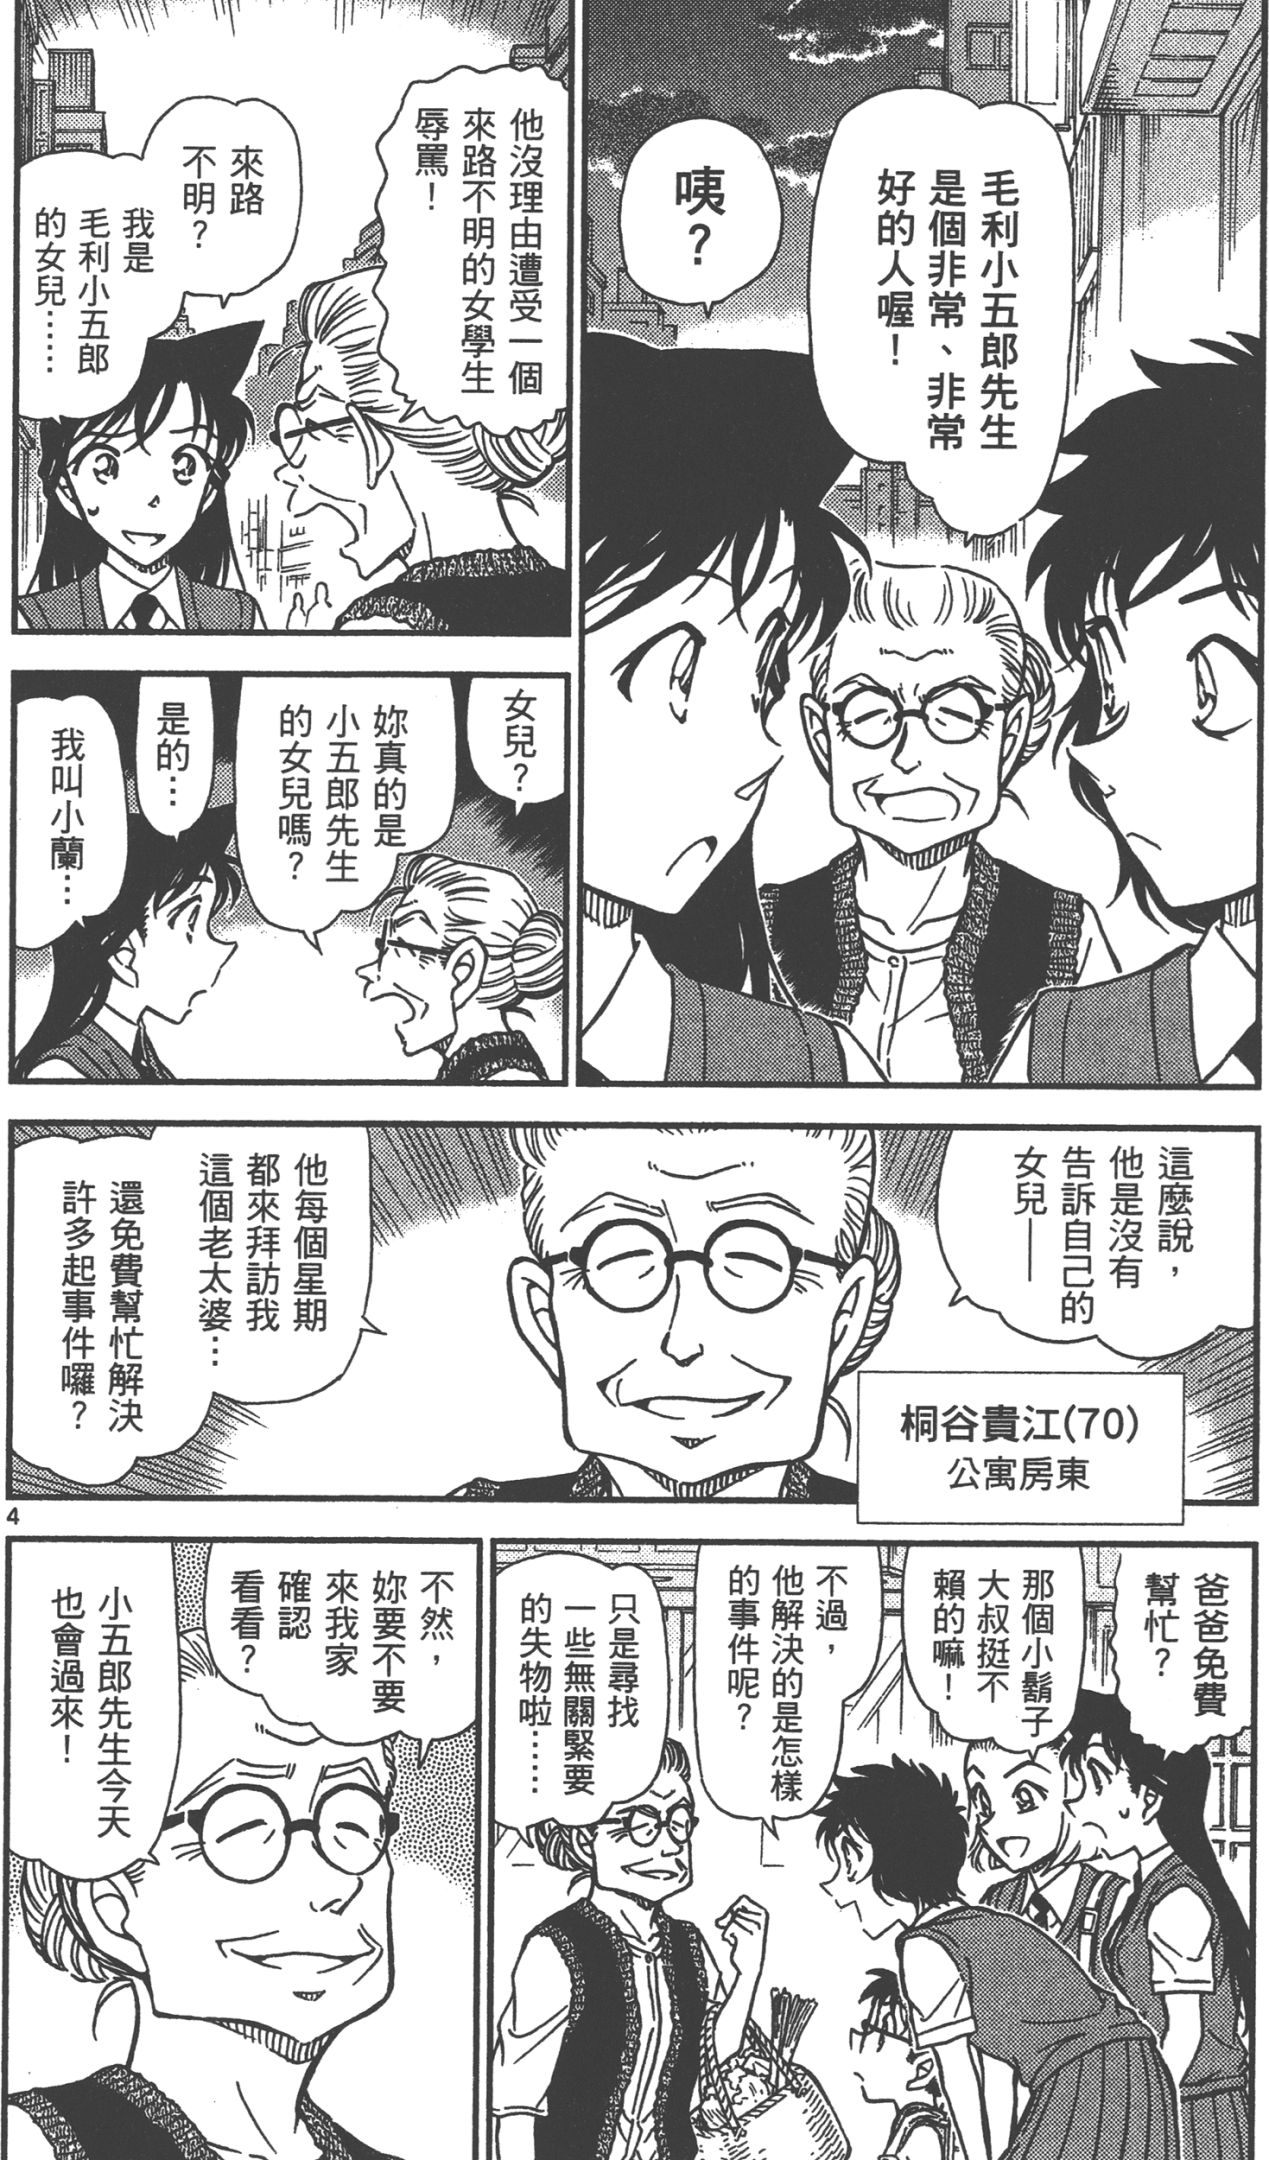 毛利小五郎先生
是個非常、非常
好的人喔！
咦？
他沒理由遭受一個
來路不明的女學生
辱罵！
來路
不明？
我是
毛利小五郎
的女兒……
女兒？
妳真的是
小五郎先生
的女兒嗎？
是的…
我叫小蘭…
這麼說，
他是沒有
告訴自己的
女兒——
他每個星期
都來拜訪我
這個老太婆…
還免費幫忙解決
許多起事件囉？
桐谷貴江(70)
公寓房東
4
爸爸免費
幫忙？
那個小鬍子
大叔挺不
賴的嘛！
不過，
他解決的是怎樣
的事件呢？
只是尋找
一些無關緊要
的失物啦……
不然，
妳要不要
來我家
確認
看看？
小五郎先生今天
也會過來！